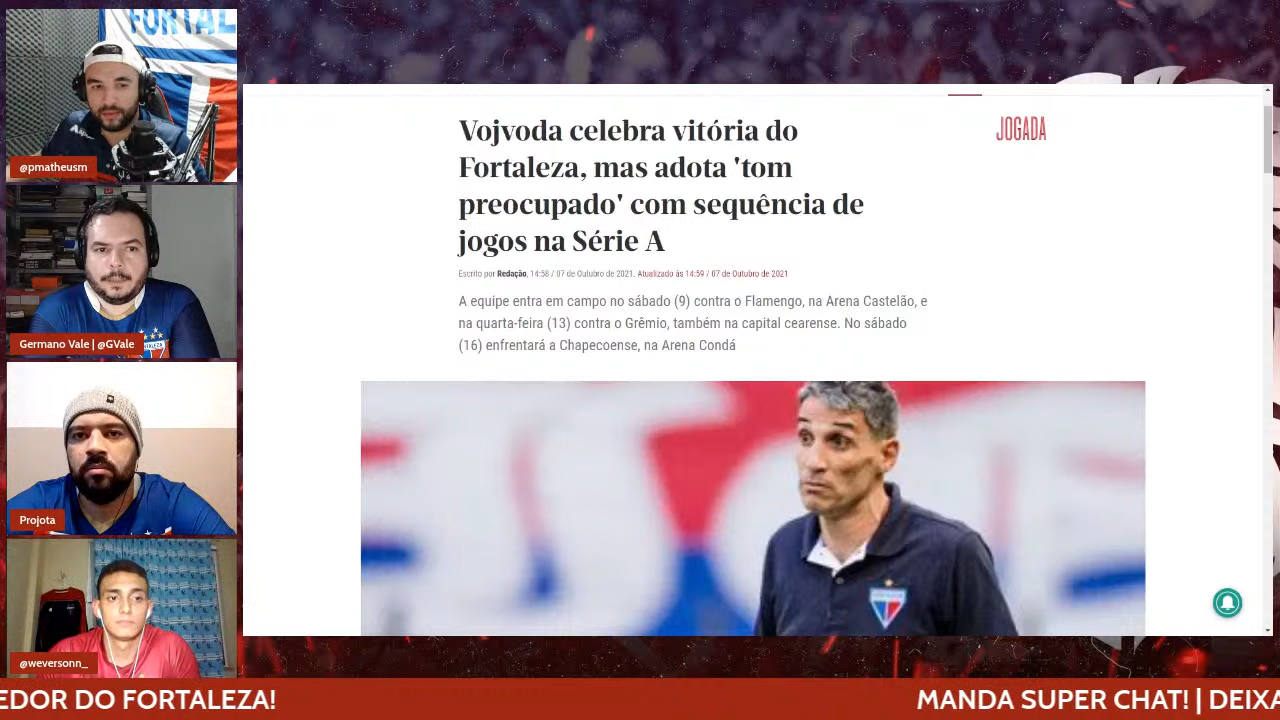 FORTAL
@pmatheusm
Germano Vale | @GVale
FORTALEZA
Projota
@weversonn_
JOGADA
Vojvoda celebra vitória do
Fortaleza, mas adota 'tom
preocupado' com sequência de
jogos na Série A
Escrito por Redação, 14:58 / 07 de Outubro de 2021. Atualizado às 14:59 / 07 de Outubro de 2021
A equipe entra em campo no sábado (9) contra o Flamengo, na Arena Castelão, e
na quarta-feira (13) contra o Grêmio, também na capital cearense. No sábado
(16) enfrentará a Chapecoense, na Arena Condá
EDOR DO FORTALEZA!
MANDA SUPER CHAT! | DEIXA